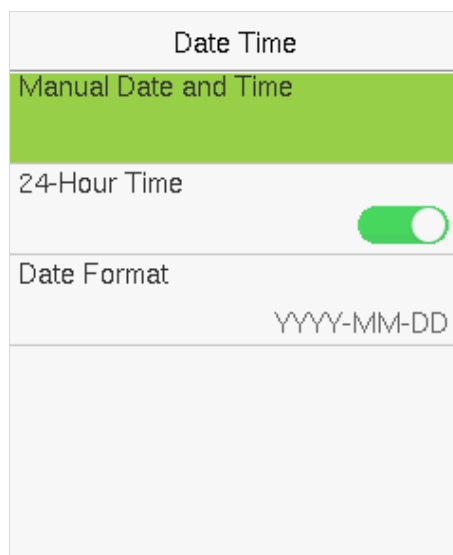 Date Time
Manual Date and Time
24-Hour Time
Date Format
YYYY-MM-DD